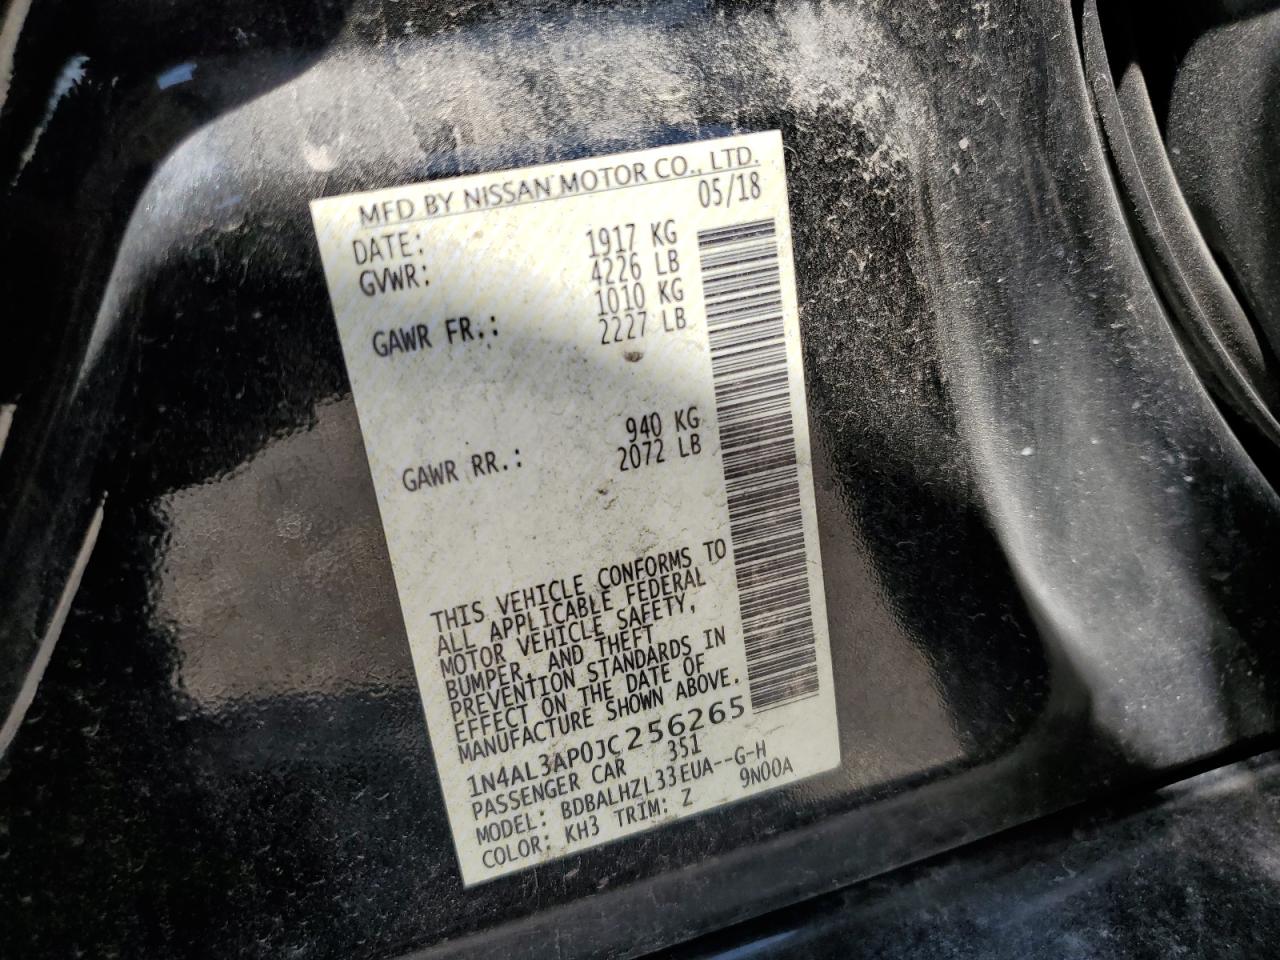 MFD BY NISSAN MOTOR CO., LTD.
DATE: 05/18
GVWR: 1917 KG
4226 LB
GAWR FR.: 1010 KG
2227 LB
GAWR RR.: 940 KG
2072 LB
THIS VEHICLE CONFORMS TO
ALL APPLICABLE FEDERAL
MOTOR VEHICLE SAFETY,
BUMPER, AND THEFT
PREVENTION STANDARDS IN
EFFECT ON THE DATE OF
MANUFACTURE SHOWN ABOVE.
1N4AL3AP0JC256265
PASSENGER CAR 351
MODEL: BDBALHZL33EUA--G-H
COLOR: KH3 TRIM: Z 9N00A